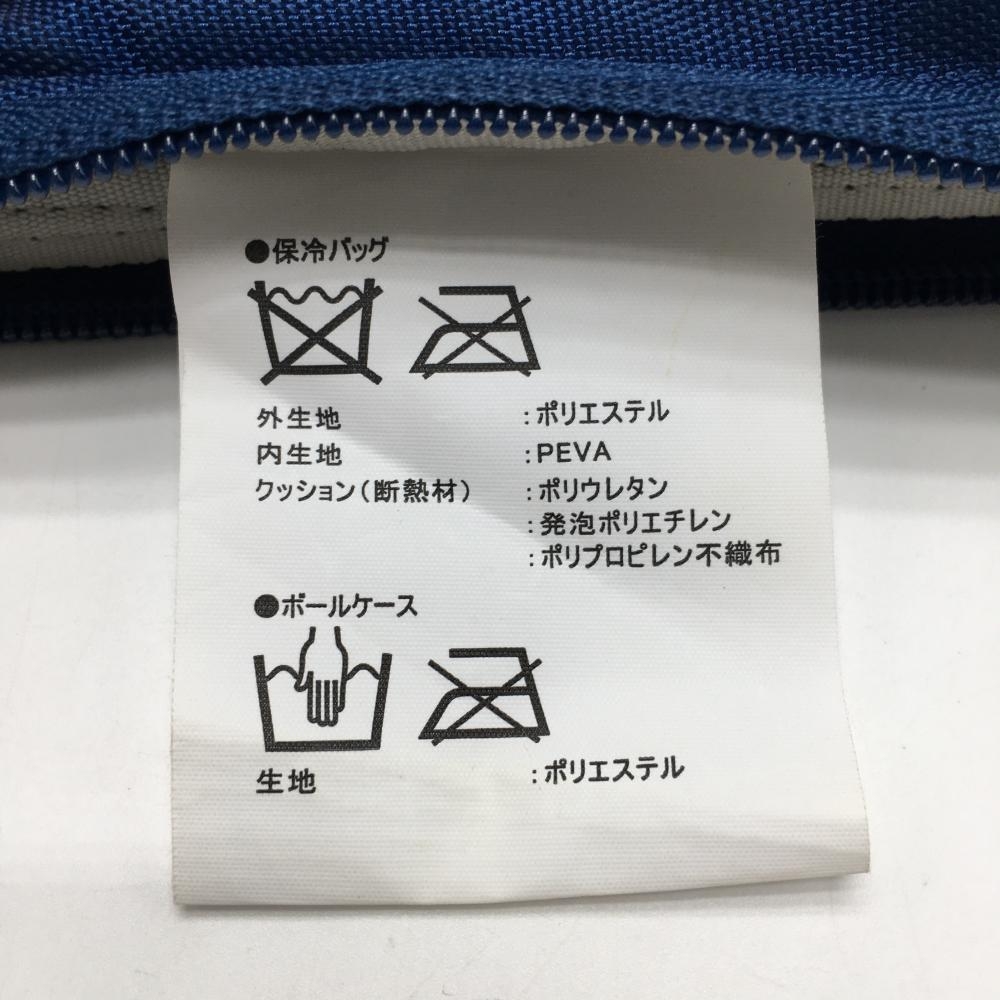 ●保冷バッグ
外生地 :ポリエステル
内生地 :PEVA
クッション(断熱材) :ポリウレタン
:発泡ポリエチレン
:ポリプロピレン不織布
●ボールケース
生地 :ポリエステル